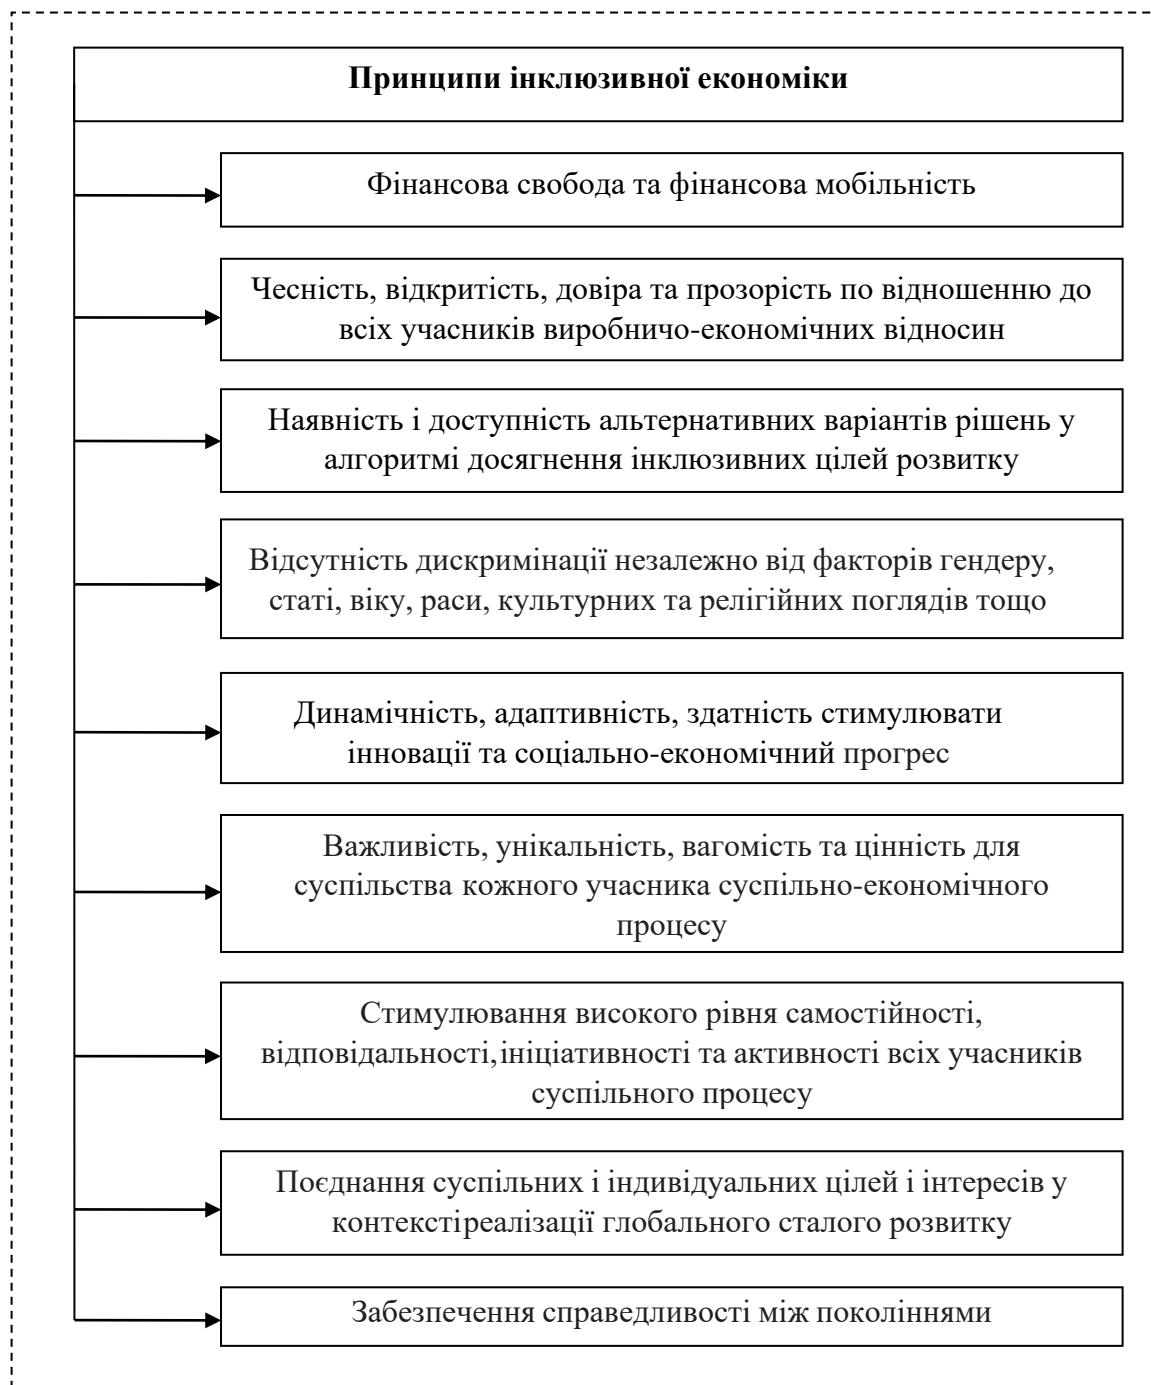 Принципи інклюзивної економіки
Фінансова свобода та фінансова мобільність
Чесність, відкритість, довіра та прозорість по відношенню до
всіх учасників виробничо-економічних відносин
Наявність і доступність альтернативних варіантів рішень у
алгоритмі досягнення інклюзивних цілей розвитку
Відсутність дискримінації незалежно від факторів гендеру,
статі, віку, раси, культурних та релігійних поглядів тощо
Динамічність, адаптивність, здатність стимулювати
інновації та соціально-економічний прогрес
Важливість, унікальність, вагомість та цінність для
суспільства кожного учасника суспільно-економічного
процесу
Стимулювання високого рівня самостійності,
відповідальності,ініціативності та активності всіх учасників
суспільного процесу
Поєднання суспільних і індивідуальних цілей і інтересів у
контекстіреалізації глобального сталого розвитку
Забезпечення справедливості між поколіннями